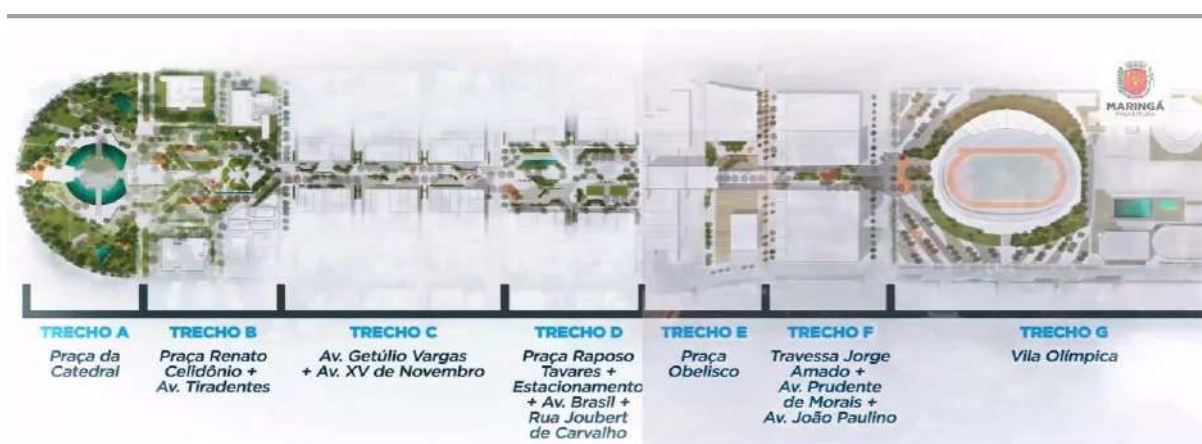 MARINGÁ
PREFEITURA
TRECHO A
Praça da
Catedral
TRECHO B
Praça Renato
Celidônio +
Av. Tiradentes
TRECHO C
Av. Getúlio Vargas
+ Av. XV de Novembro
TRECHO D
Praça Raposo
Tavares +
Estacionamento
+ Av. Brasil +
Rua Joubert
de Carvalho
TRECHO E
Praça
Obelisco
TRECHO F
Travessa Jorge
Amado +
Av. Prudente
de Morais +
Av. João Paulino
TRECHO G
Vila Olímpica